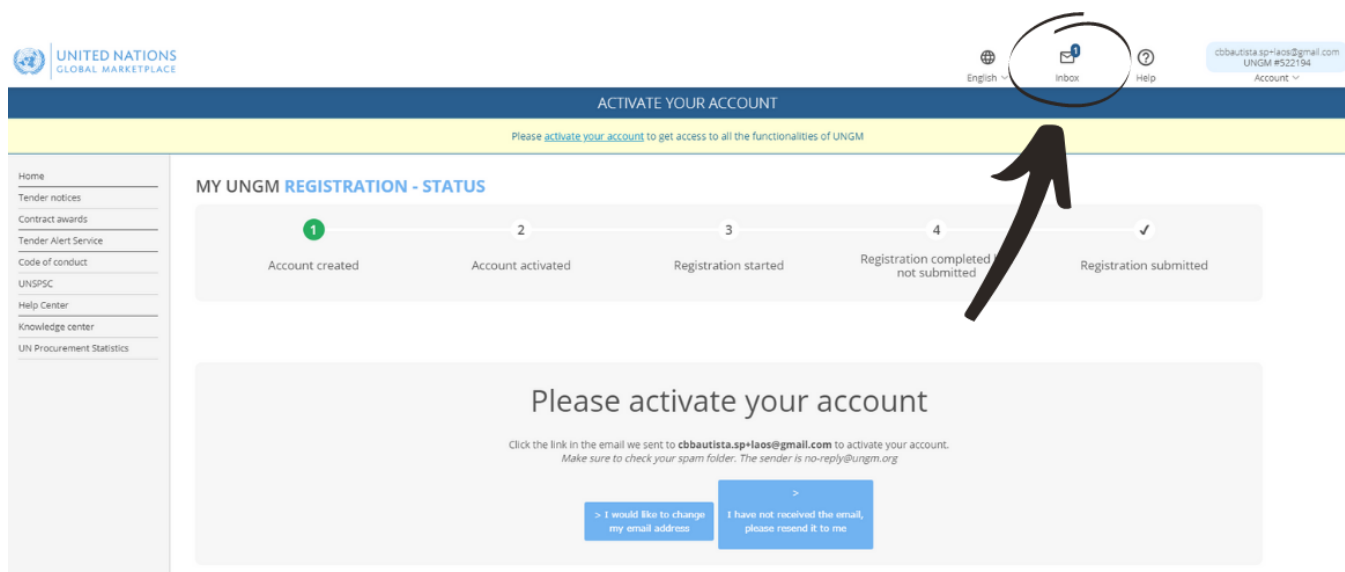 UNITED NATIONS
GLOBAL MARKETPLACE
English
1
Inbox
Help
cbbautista.sp+laos@gmail.com
UNGM #522194
Account
ACTIVATE YOUR ACCOUNT
Please activate your account to get access to all the functionalities of UNGM
Home
Tender notices
Contract awards
Tender Alert Service
Code of conduct
UNSPSC
Help Center
Knowledge center
UN Procurement Statistics
MY UNGM REGISTRATION - STATUS
1
2
3
4
Account created
Account activated
Registration started
Registration completed
not submitted
Registration submitted
Please activate your account
Click the link in the email we sent to cbbautista.sp+laos@gmail.com to activate your account.
Make sure to check your spam folder. The sender is no-reply@ungm.org
> I would like to change
my email address
>
I have not received the email,
please resend it to me